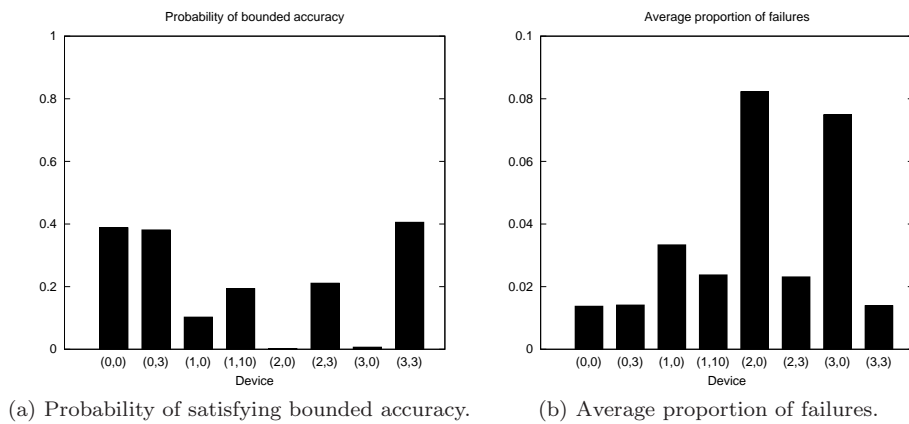 Probability of bounded accuracy
1
0.8
0.6
0.4
0.2
0
(0,0) (0,3) (1,0) (1,10) (2,0) (2,3) (3,0) (3,3)
Device
(a) Probability of satisfying bounded accuracy.
Average proportion of failures
0.1
0.08
0.06
0.04
0.02
0
(0,0) (0,3) (1,0) (1,10) (2,0) (2,3) (3,0) (3,3)
Device
(b) Average proportion of failures.